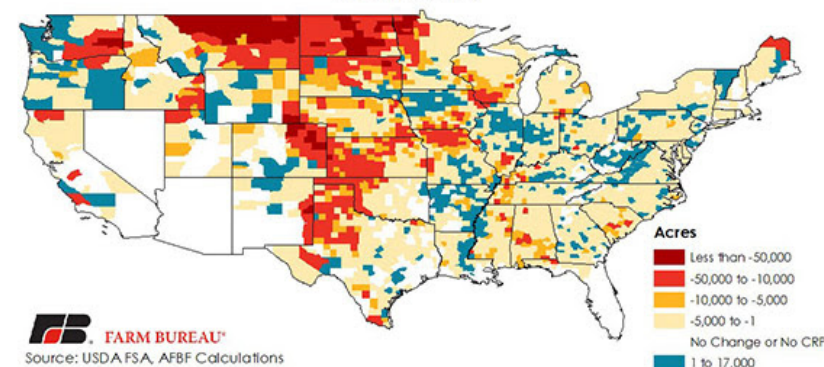 Acres
Less than -50,000
-50,000 to -10,000
-10,000 to -5,000
-5,000 to -1
No Change or No CRP
1 to 17,000
FB® FARM BUREAU®
Source: USDA FSA, AFBF Calculations